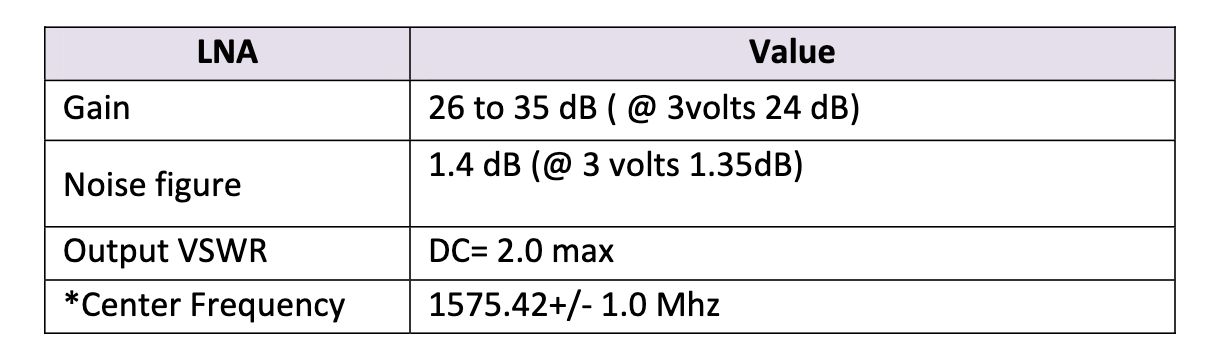 LNA Value
Gain 26 to 35 dB ( @ 3volts 24 dB)
Noise figure 1.4 dB (@ 3 volts 1.35dB)
Output VSWR DC= 2.0 max
*Center Frequency 1575.42+/- 1.0 Mhz